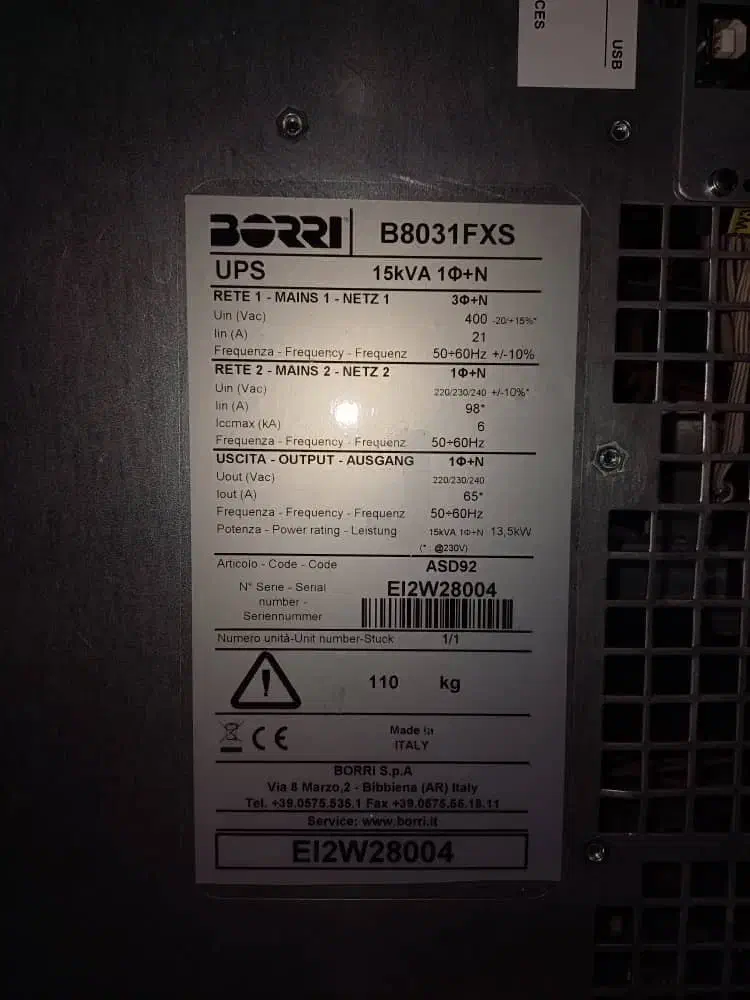 CES
USB
BORRI™ B8031FXS
UPS 15kVA 1Φ+N
RETE 1 - MAINS 1 - NETZ 1 3Φ+N
Uin (Vac) 400 -20/+15%*
Iin (A) 21
Frequenza - Frequency - Frequenz 50÷60Hz +/-10%
RETE 2 - MAINS 2 - NETZ 2 1Φ+N
Uin (Vac) 220/230/240 +/-10%*
Iin (A) 98*
Iccmax (kA) 6
Frequenza - Frequency - Frequenz 50÷60Hz
USCITA - OUTPUT - AUSGANG 1Φ+N
Uout (Vac) 220/230/240
Iout (A) 65*
Frequenza - Frequency - Frequenz 50÷60Hz
Potenza - Power rating - Leistung 15kVA 1Φ+N 13,5kW
(* : @230V)
Articolo - Code - Code ASD92
N° Serie - Serial number - Seriennummer EI2W28004
Numero unità-Unit number-Stuck 1/1
110 kg
CE
Made in
ITALY
BORRI S.p.A
Via 8 Marzo,2 - Bibbiena (AR) Italy
Tel. +39.0575.535.1 Fax +39.0575.56.18.11
Service: www.borri.it
EI2W28004